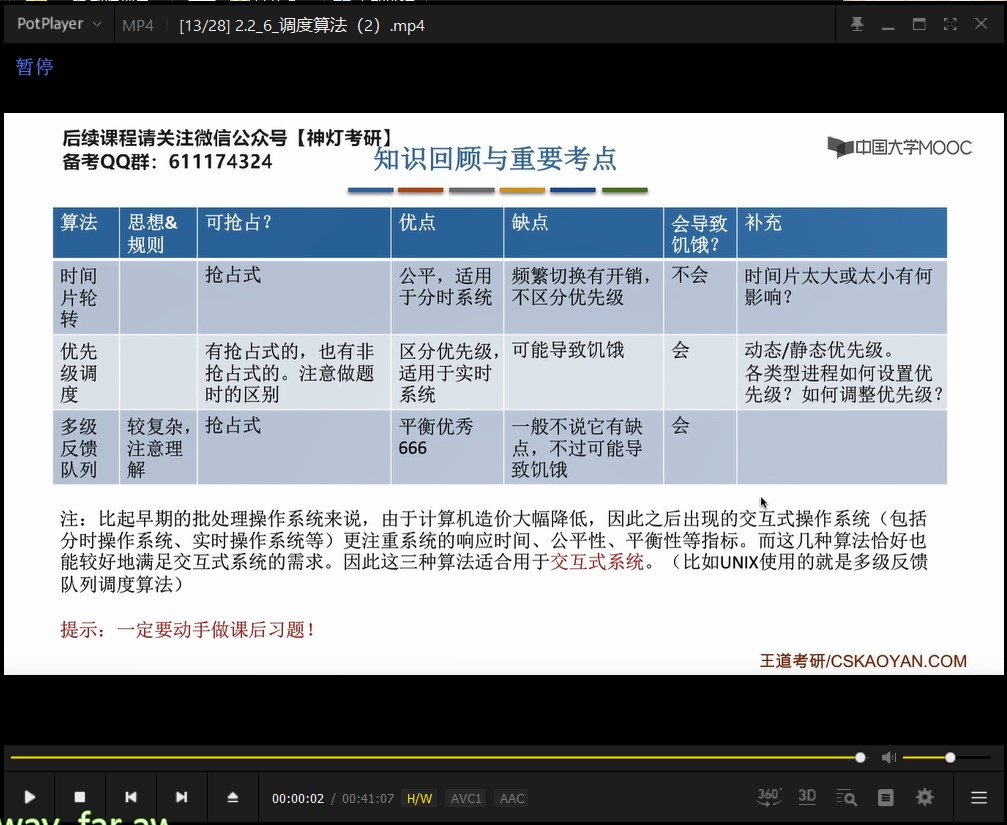 PotPlayer MP4 [13/28] 2.2_6_调度算法（2）.mp4
暂停
后续课程请关注微信公众号【神灯考研】
备考QQ群：611174324
知识回顾与重要考点
中国大学MOOC
算法 思想&规则 可抢占？ 优点 缺点 会导致饥饿？ 补充
时间片轮转 抢占式 公平，适用于分时系统 频繁切换有开销，不区分优先级 不会 时间片太大或太小有何影响？
优先级调度 有抢占式的，也有非抢占式的。注意做题时的区别 区分优先级，适用于实时系统 可能导致饥饿 会 动态/静态优先级。各类型进程如何设置优先级？如何调整优先级？
多级反馈队列 较复杂，注意理解 抢占式 平衡优秀666 一般不说它有缺点，不过可能导致饥饿 会
注：比起早期的批处理操作系统来说，由于计算机造价大幅降低，因此之后出现的交互式操作系统（包括
分时操作系统、实时操作系统等）更注重系统的响应时间、公平性、平衡性等指标。而这几种算法恰好也
能较好地满足交互式系统的需求。因此这三种算法适合用于交互式系统。（比如UNIX使用的就是多级反馈
队列调度算法）
提示：一定要动手做课后习题！
王道考研/CSKAOYAN.COM
00:00:02 / 00:41:07 H/W AVC1 AAC
360° 3D